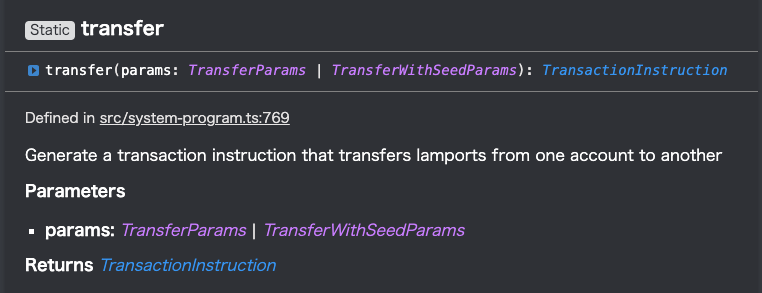 Static transfer
transfer(params: TransferParams | TransferWithSeedParams): TransactionInstruction
Defined in src/system-program.ts:769
Generate a transaction instruction that transfers lamports from one account to another
Parameters
▪ params: TransferParams | TransferWithSeedParams
Returns TransactionInstruction